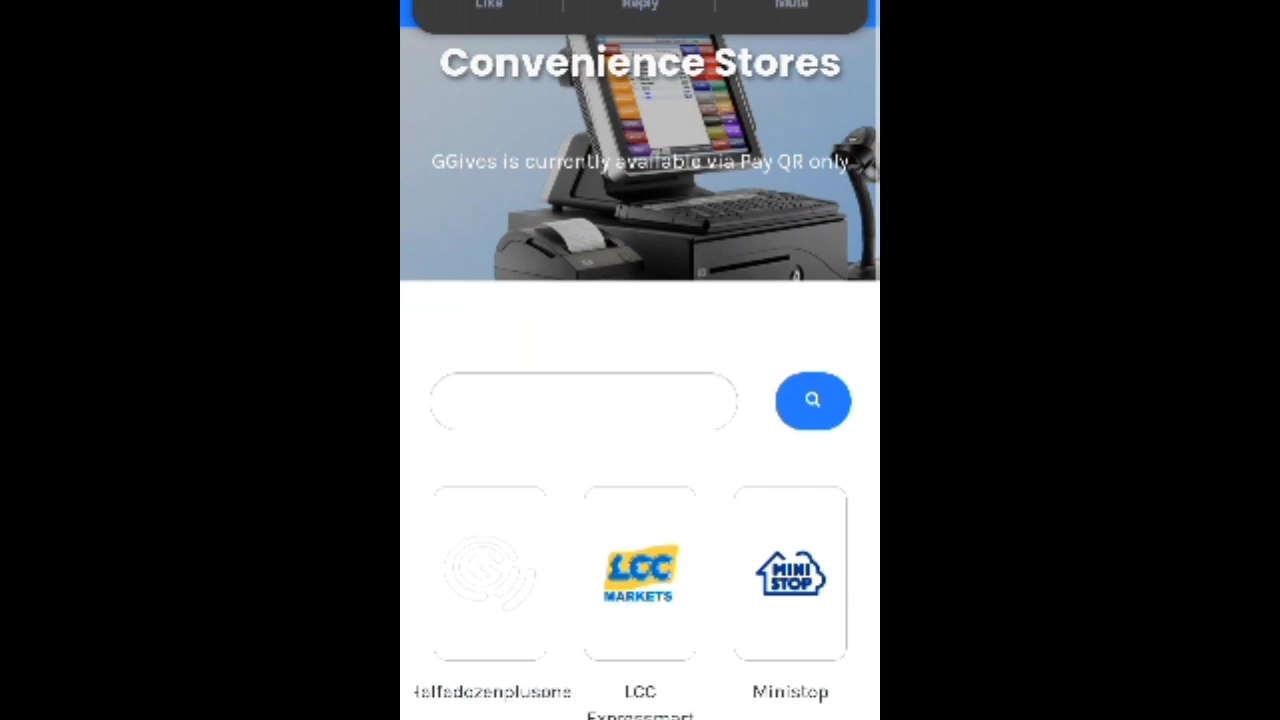 Like Reply Mute
Convenience Stores
GGives is currently available via Pay QR only
LCC
MARKETS
MINI
STOP
Halfadozenplusone LCC Ministop
Expressmart